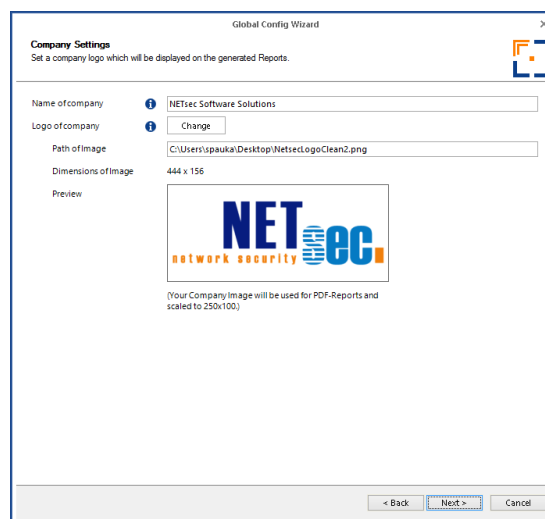 Global Config Wizard
Company Settings
Set a company logo which will be displayed on the generated Reports.
Name of company
NETsec Software Solutions
Logo of company
Change
Path of Image
C:\Users\spauka\Desktop\NetsecLogoClean2.png
Dimensions of Image
444 x 156
Preview
NET
sec.
network security
(Your Company Image will be used for PDF-Reports and
scaled to 250x100.)
< Back
Next >
Cancel